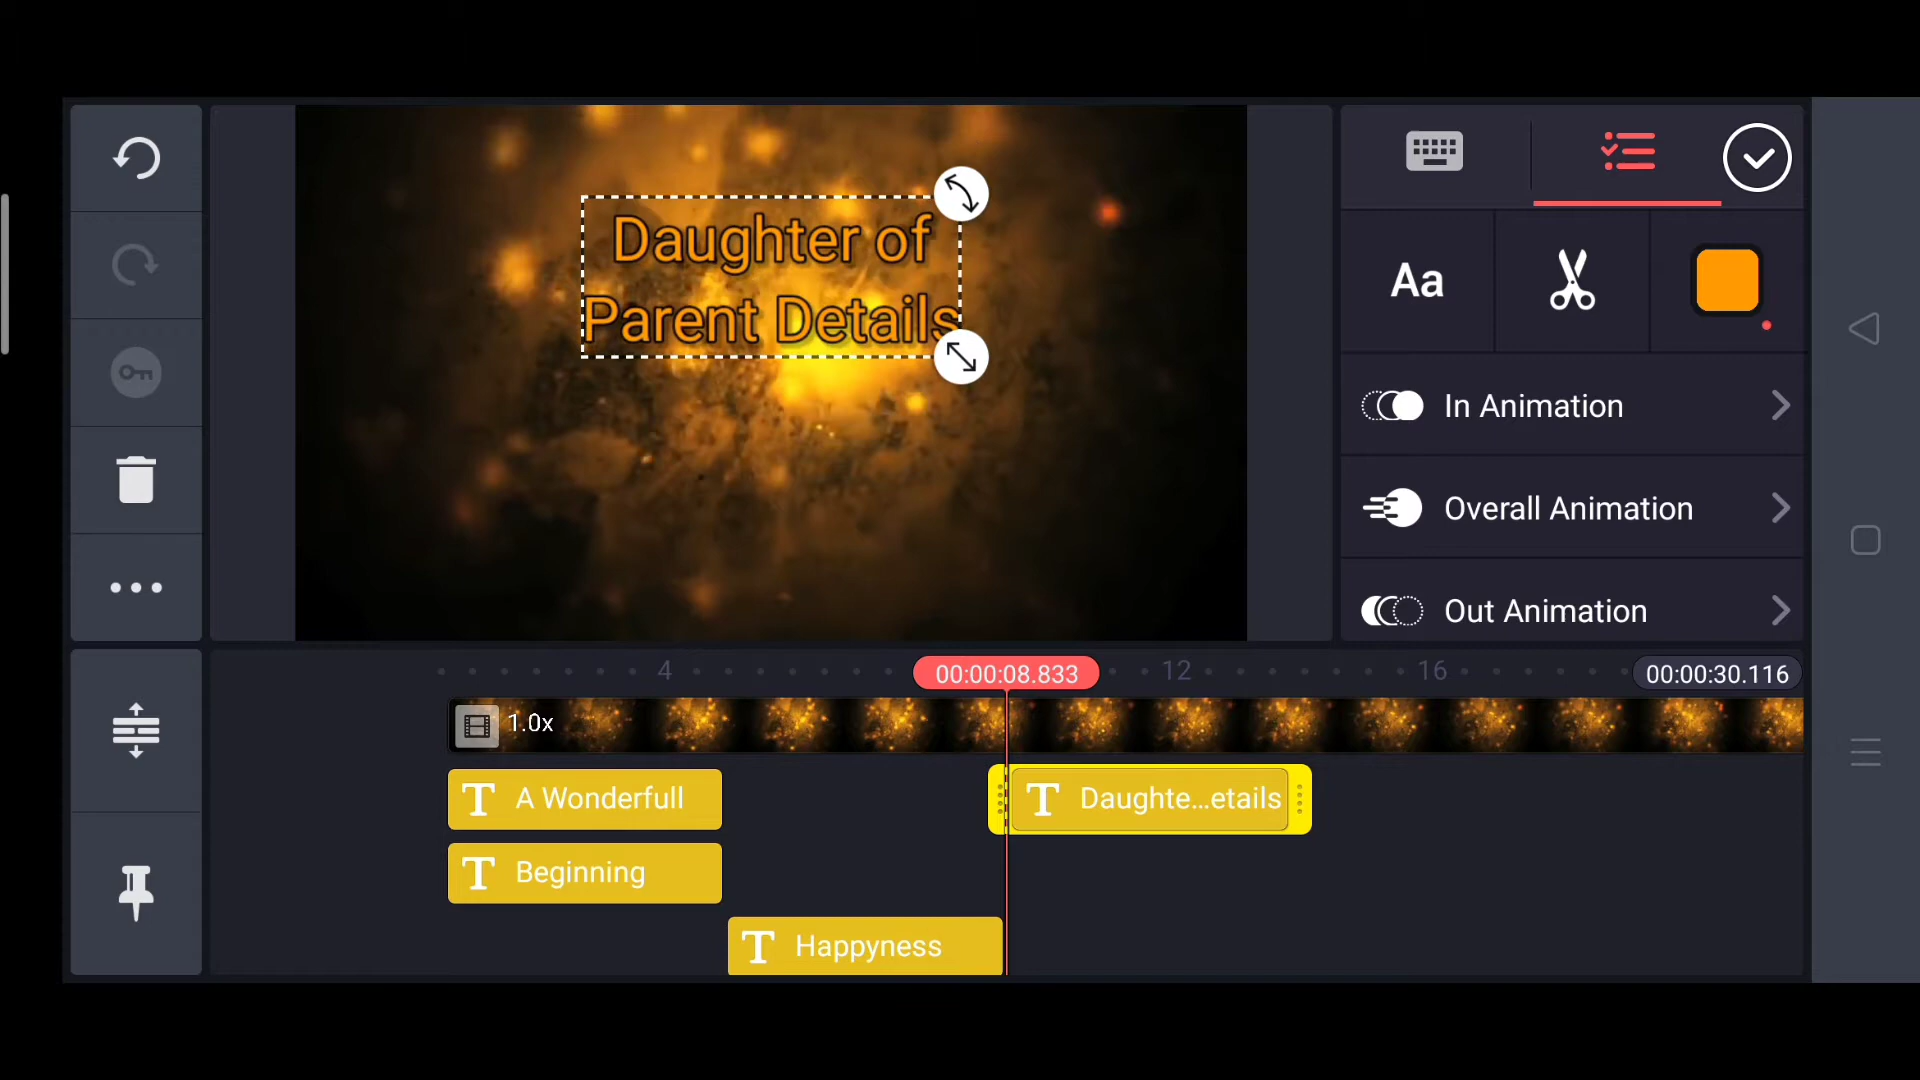 Daughter of
Parent Details
Aa
In Animation
Overall Animation
Out Animation
4
00:00:08.833
12
16
00:00:30.116
1.0x
T A Wonderfull
T Daughte...etails
T Beginning
T Happyness